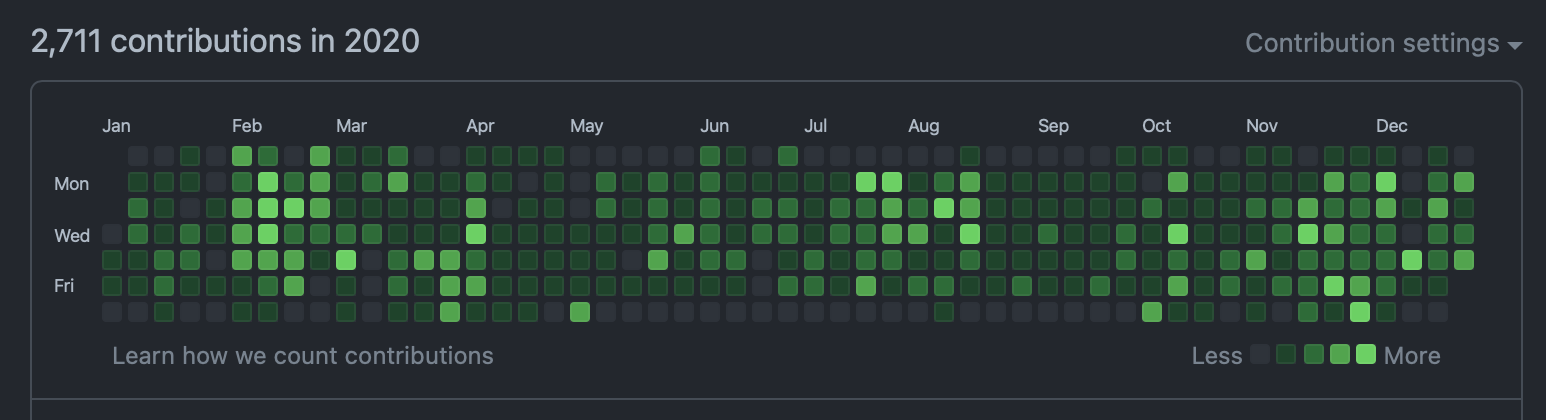 2,711 contributions in 2020
Contribution settings
Jan Feb Mar Apr May Jun Jul Aug Sep Oct Nov Dec
Mon
Wed
Fri
Learn how we count contributions
Less More